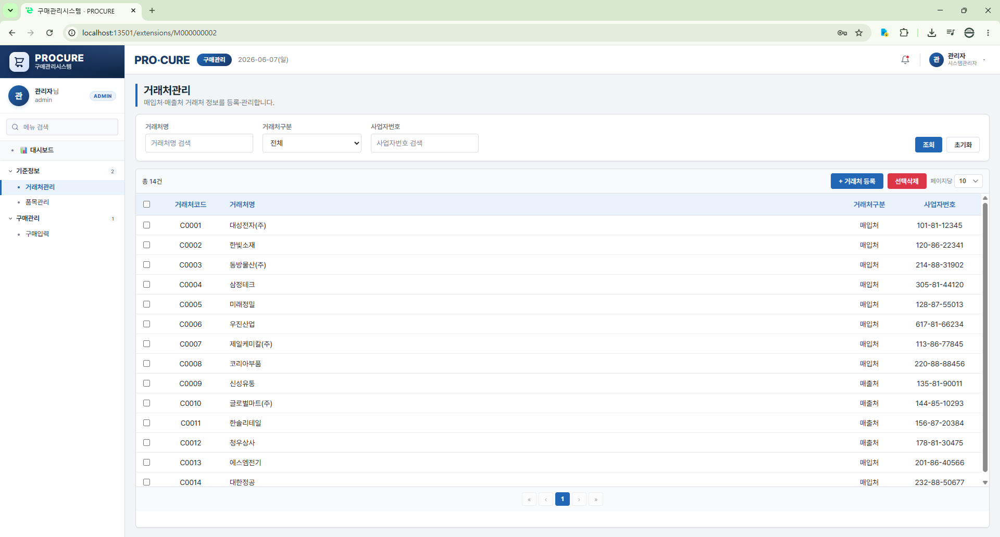 구매관리시스템 · PROCURE
localhost:13501/extensions/M000000002
PROCURE
구매관리시스템
PRO·CURE 구매관리 2026-06-07(일)
관 관리자
시스템관리자
관 관리자님
admin
ADMIN
메뉴 검색
대시보드
기준정보 2
거래처관리
품목관리
구매관리 1
구매입력
거래처관리
매입처·매출처 거래처 정보를 등록·관리합니다.
거래처명 거래처구분 사업자번호
거래처명 검색 전체 사업자번호 검색
조회 초기화
총 14건 + 거래처 등록 선택삭제 페이지당 10
거래처코드 거래처명 거래처구분 사업자번호
C0001 대성전자(주) 매입처 101-81-12345
C0002 한빛소재 매입처 120-86-22341
C0003 동방물산(주) 매입처 214-88-31902
C0004 삼정테크 매입처 305-81-44120
C0005 미래정밀 매입처 128-87-55013
C0006 우진산업 매입처 617-81-66234
C0007 제일케미칼(주) 매입처 113-86-77845
C0008 코리아부품 매입처 220-88-88456
C0009 신성유통 매출처 135-81-90011
C0010 글로벌마트(주) 매출처 144-85-10293
C0011 한솔리테일 매출처 156-87-20384
C0012 청우상사 매출처 178-81-30475
C0013 에스엠전기 매입처 201-86-40566
C0014 대한정공 매입처 232-88-50677
« ‹ 1 › »